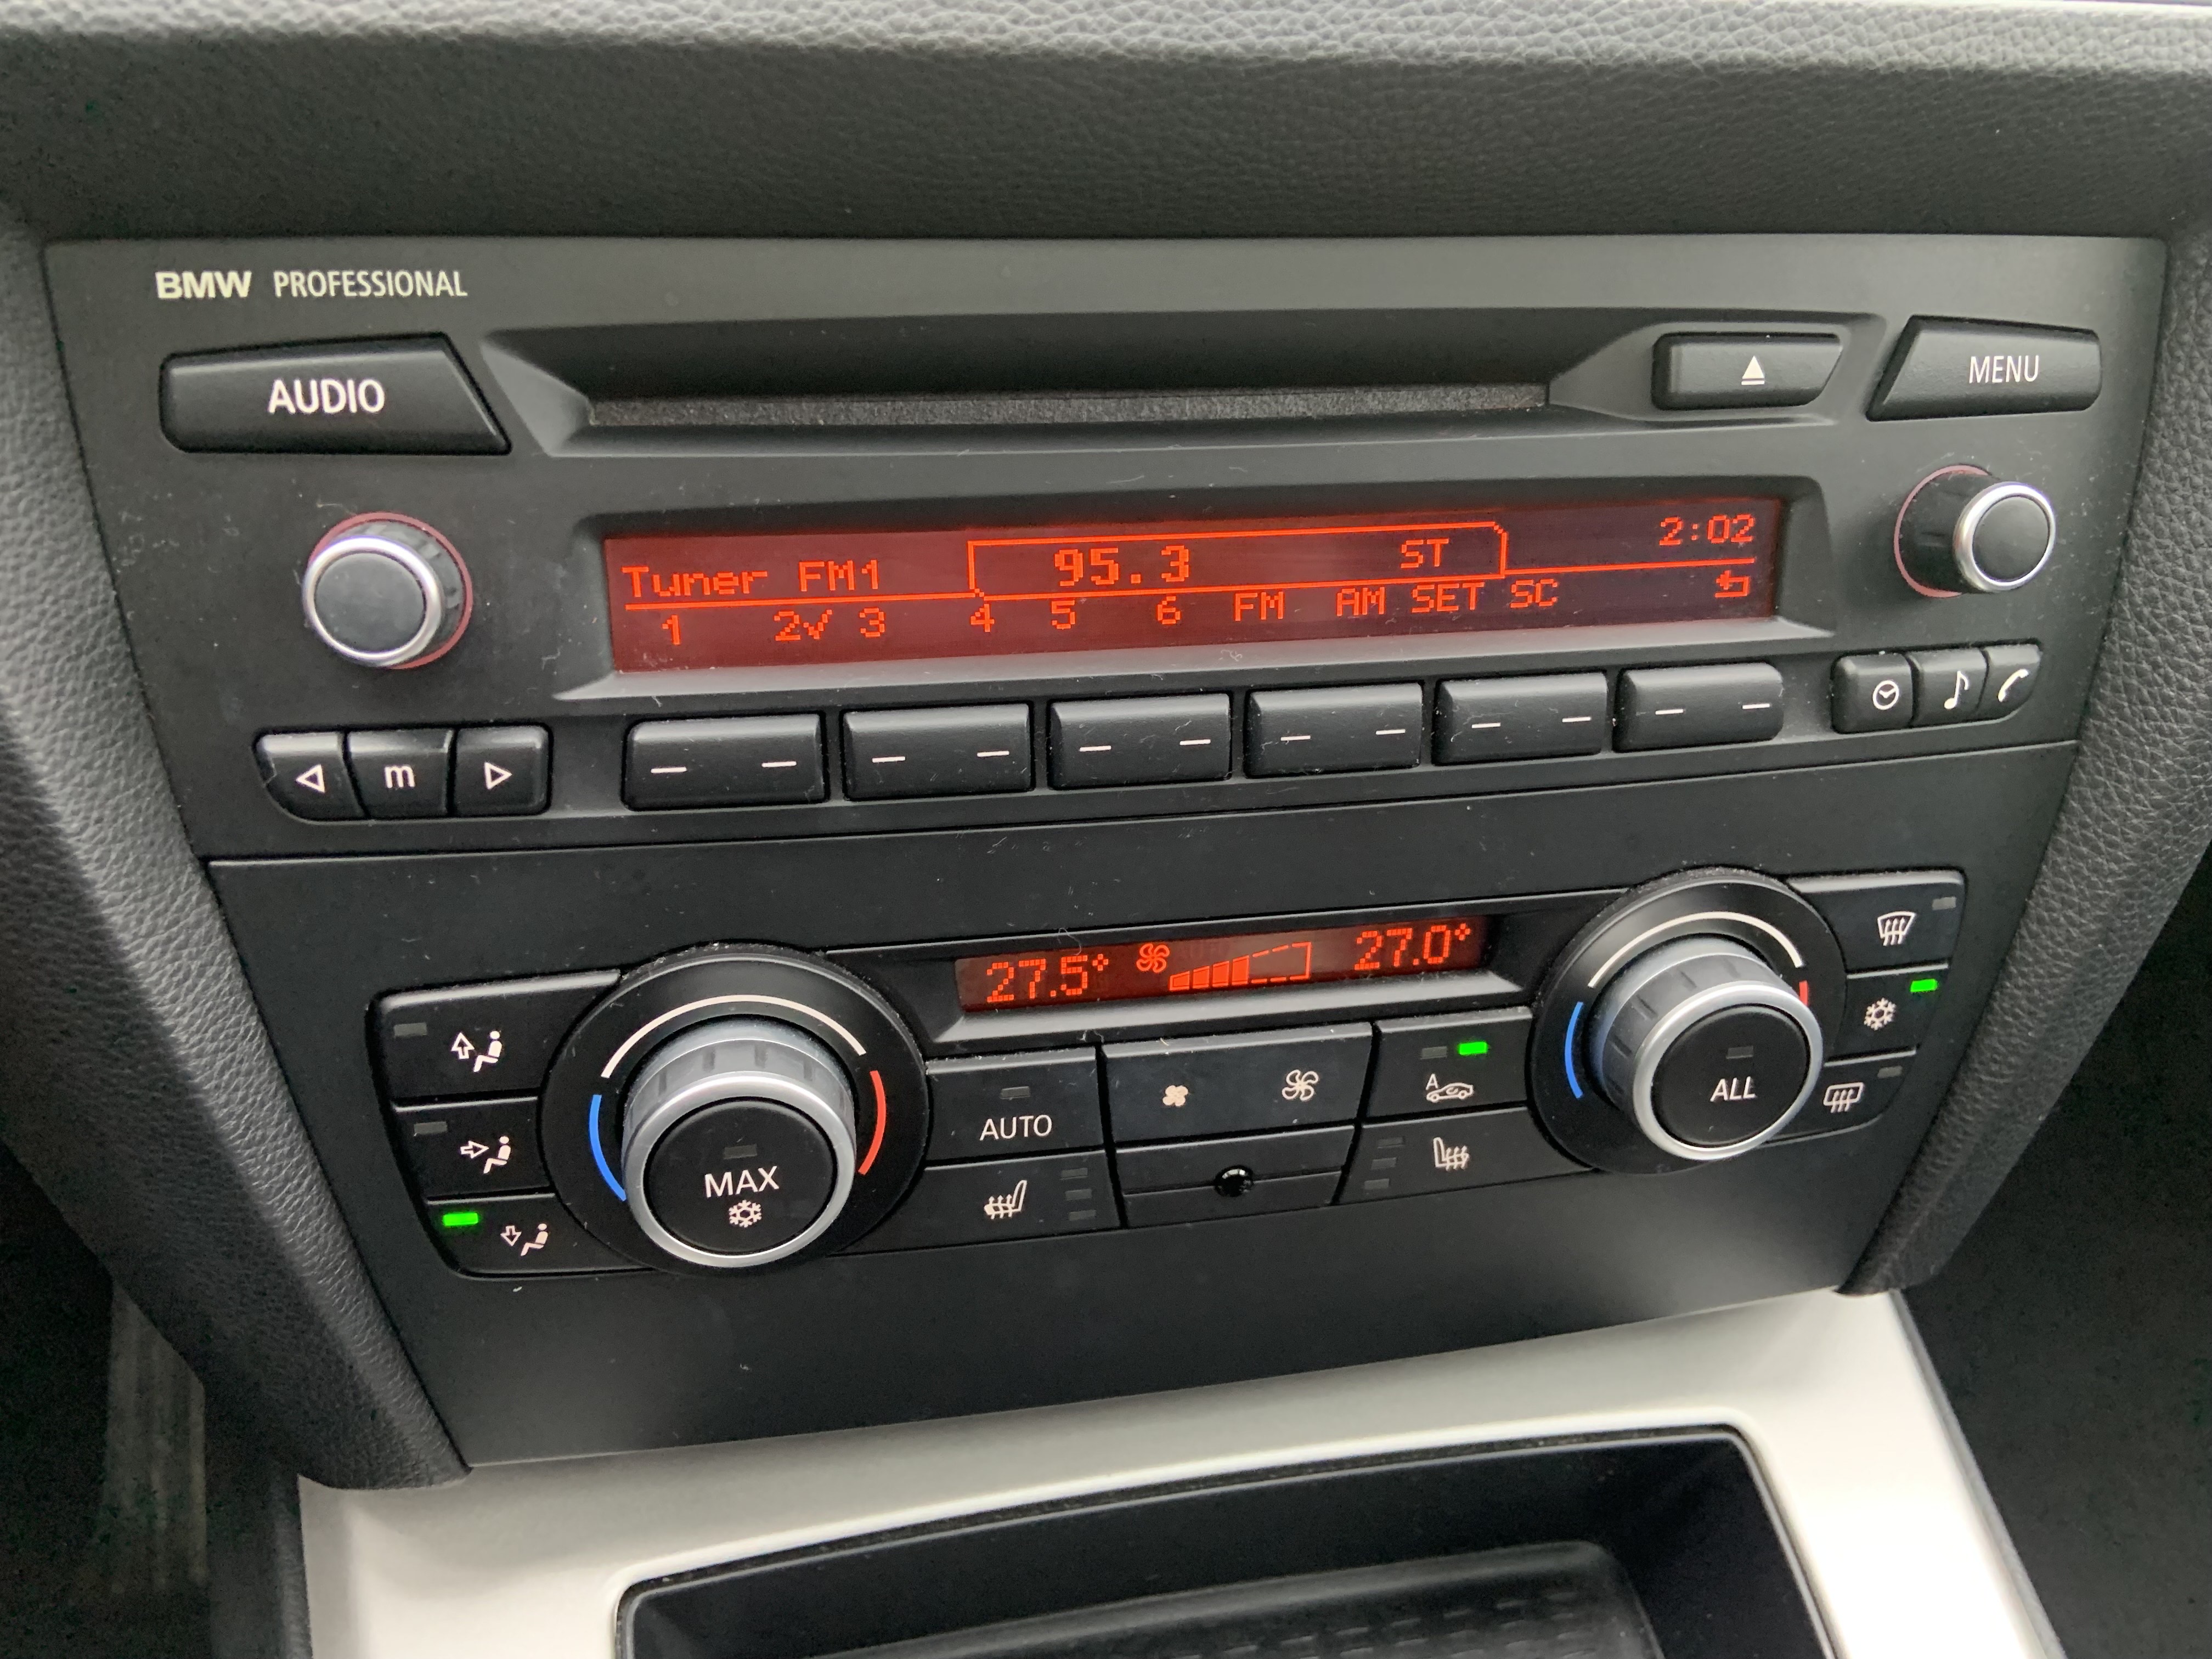 BMW PROFESSIONAL
AUDIO
MENU
Tuner FM1 95.3 ST 2:02
1 2✓ 3 4 5 6 FM AM SET SC
m
27.5° 27.0°
AUTO
A
ALL
MAX